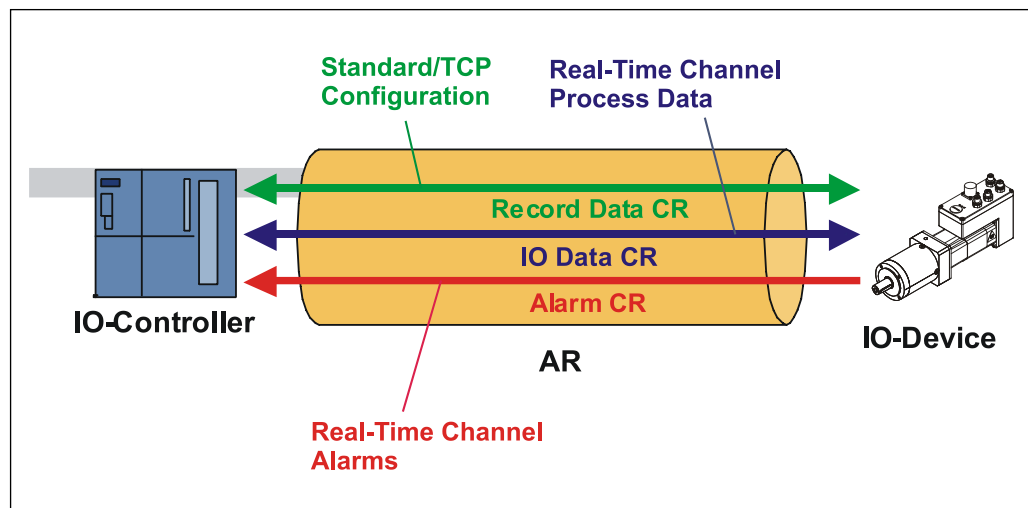 Standard/TCP
Configuration
Real-Time Channel
Process Data
Record Data CR
IO Data CR
Alarm CR
IO-Controller
IO-Device
AR
Real-Time Channel
Alarms